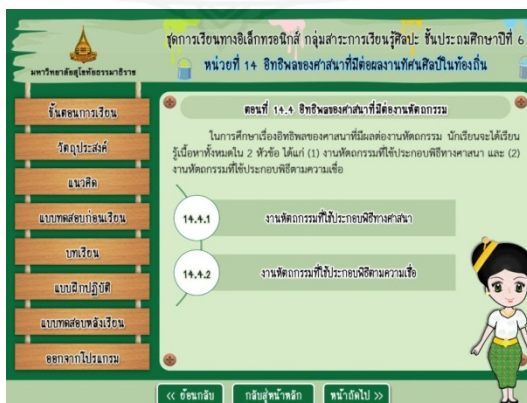 ชุดการเรียนทางอิเล็กทรอนิกส์ กลุ่มสาระการเรียนรู้ศิลปะ ชั้นประถมศึกษาปีที่ 6
หน่วยที่ 14 อิทธิพลของศาสนาที่มีต่อผลงานทัศนศิลป์ในท้องถิ่น
มหาวิทยาลัยสุโขทัยธรรมาธิราช
ขั้นตอนการเรียน
วัตถุประสงค์
แนวคิด
แบบทดสอบก่อนเรียน
บทเรียน
แบบฝึกปฏิบัติ
แบบทดสอบหลังเรียน
ออกจากโปรแกรม
ตอนที่ 14.4 อิทธิพลของศาสนาที่มีต่องานหัตถกรรม
ในการศึกษาเรื่องอิทธิพลของศาสนาที่มีผลต่องานหัตถกรรม นักเรียนจะได้เรียน
รู้เนื้อหาทั้งหมดใน 2 หัวข้อ ได้แก่ (1) งานหัตถกรรมที่ใช้ประกอบพิธีทางศาสนา และ (2)
งานหัตถกรรมที่ใช้ประกอบพิธีตามความเชื่อ
14.4.1 งานหัตถกรรมที่ใช้ประกอบพิธีทางศาสนา
14.4.2 งานหัตถกรรมที่ใช้ประกอบพิธีตามความเชื่อ
<< ย้อนกลับ กลับสู่หน้าหลัก หน้าถัดไป >>